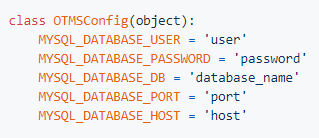 class OTMSConfig(object):
    MYSQL_DATABASE_USER = 'user'
    MYSQL_DATABASE_PASSWORD = 'password'
    MYSQL_DATABASE_DB = 'database_name'
    MYSQL_DATABASE_PORT = 'port'
    MYSQL_DATABASE_HOST = 'host'